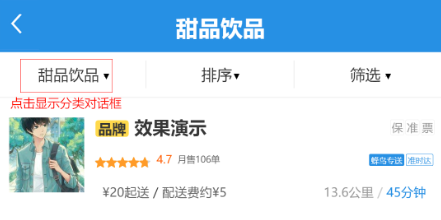 甜品饮品
甜品饮品▼ 排序▼ 筛选▼
点击显示分类对话框
品牌 效果演示 保 准 票
4.7 月售106单 蜂鸟专送 准时达
¥20起送 / 配送费约¥5 13.6公里 / 45分钟